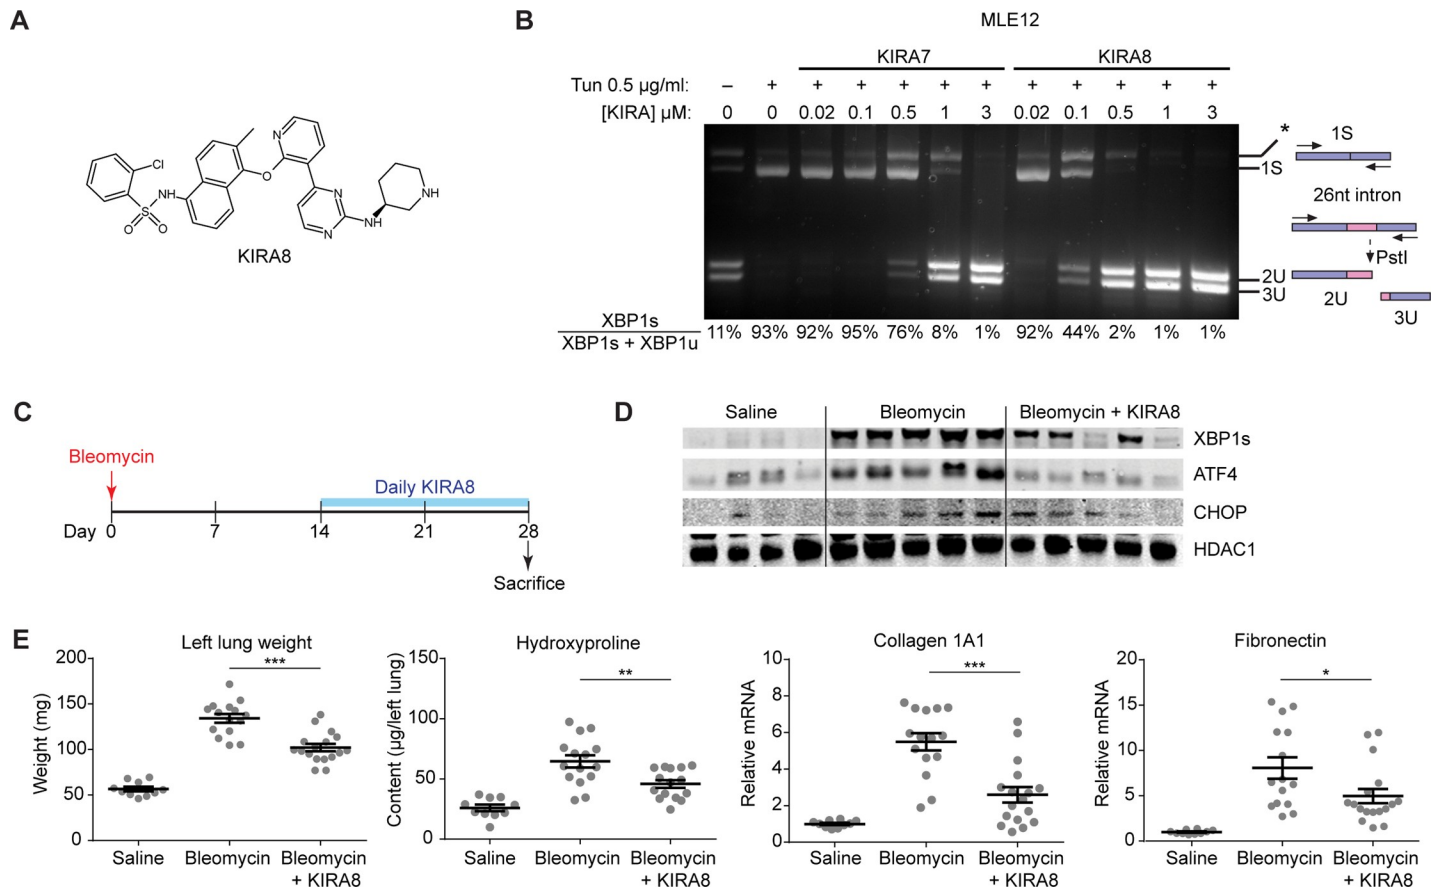 A
Cl
NH
S
O O
O
N
N
N
NH
NH
KIRA8
B
MLE12
KIRA7 KIRA8
Tun 0.5 µg/ml: – + + + + + + + + + + +
[KIRA] µM: 0 0 0.02 0.1 0.5 1 3 0.02 0.1 0.5 1 3
*
1S
1S
26nt intron
PstI
2U
3U
2U
3U
XBP1s
XBP1s + XBP1u
11% 93% 92% 95% 76% 8% 1% 92% 44% 2% 1% 1%
C
Bleomycin
Daily KIRA8
Day 0 7 14 21 28
Sacrifice
D
Saline Bleomycin Bleomycin + KIRA8
XBP1s
ATF4
CHOP
HDAC1
E
Left lung weight
***
Weight (mg)
200
150
100
50
0
Saline Bleomycin Bleomycin
+ KIRA8
Hydroxyproline
**
Content (µg/left lung)
150
100
50
0
Saline Bleomycin Bleomycin
+ KIRA8
Collagen 1A1
***
Relative mRNA
10
8
6
4
2
0
Saline Bleomycin Bleomycin
+ KIRA8
Fibronectin
*
Relative mRNA
20
15
10
5
0
Saline Bleomycin Bleomycin
+ KIRA8